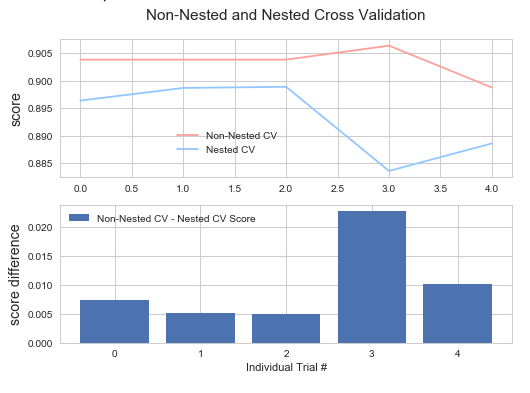 Non-Nested and Nested Cross Validation
score
0.905
0.900
0.895
0.890
0.885
Non-Nested CV
Nested CV
0.0 0.5 1.0 1.5 2.0 2.5 3.0 3.5 4.0
score difference
0.020
0.015
0.010
0.005
0.000
Non-Nested CV - Nested CV Score
0 1 2 3 4
Individual Trial #